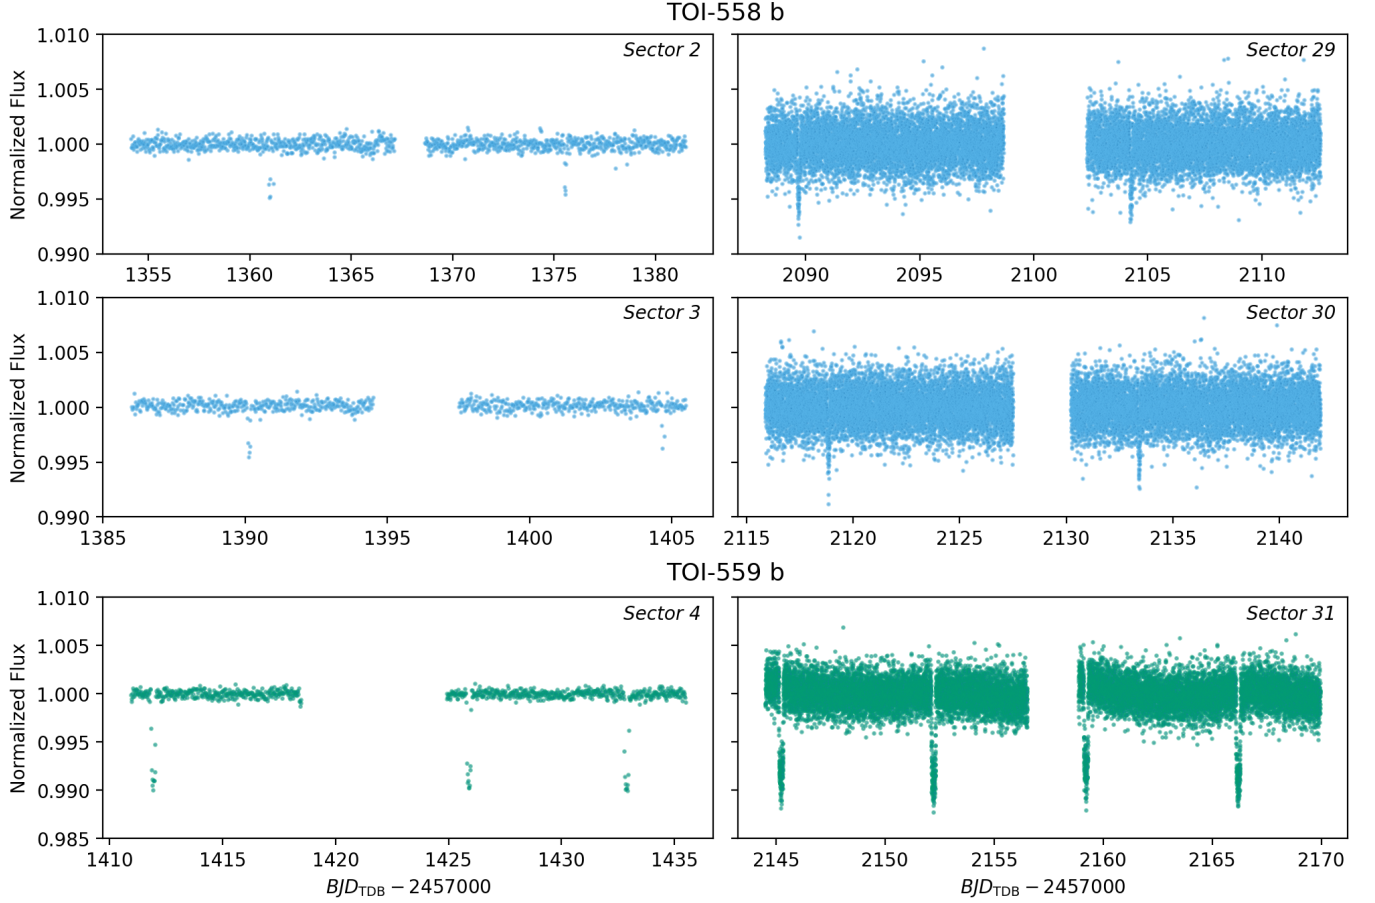 TOI-558 b
Normalized Flux
1.010
1.005
1.000
0.995
0.990
Sector 2
1355 1360 1365 1370 1375 1380
Sector 29
2090 2095 2100 2105 2110
Normalized Flux
1.010
1.005
1.000
0.995
0.990
Sector 3
1385 1390 1395 1400 1405
Sector 30
2115 2120 2125 2130 2135 2140
TOI-559 b
Normalized Flux
1.010
1.005
1.000
0.995
0.990
0.985
Sector 4
1410 1415 1420 1425 1430 1435
BJD_TDB − 2457000
Sector 31
2145 2150 2155 2160 2165 2170
BJD_TDB − 2457000